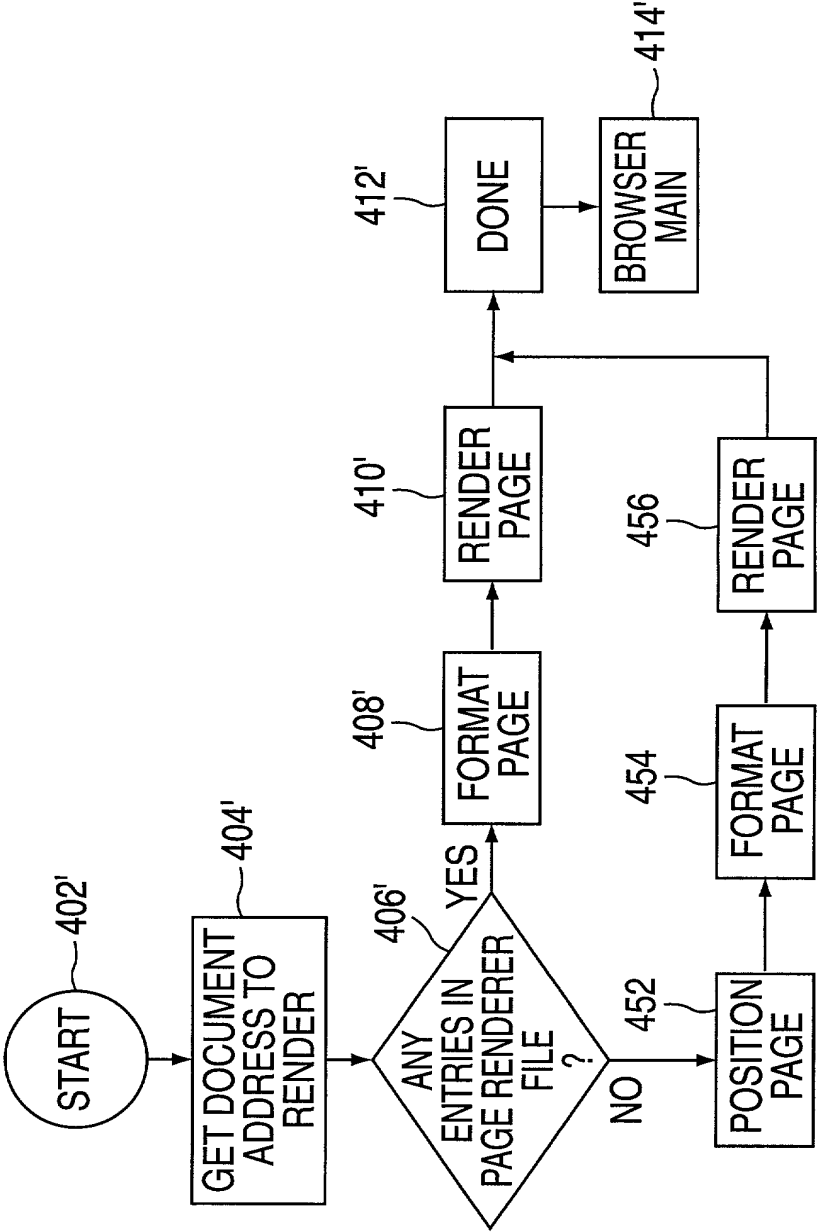 402'
START
404'
GET DOCUMENT
ADDRESS TO
RENDER
406'
ANY
ENTRIES IN
PAGE RENDERER
FILE
?
YES
NO
408'
FORMAT
PAGE
410'
RENDER
PAGE
412'
DONE
414'
BROWSER
MAIN
452
POSITION
PAGE
454
FORMAT
PAGE
456
RENDER
PAGE